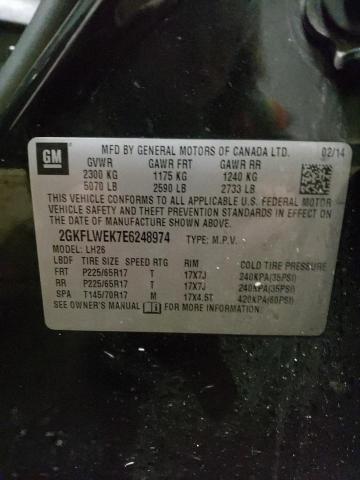 GM
MFD BY GENERAL MOTORS OF CANADA LTD. 02/14
GVWR GAWR FRT GAWR RR
2300 KG 1175 KG 1240 KG
5070 LB 2590 LB 2733 LB
THIS VEHICLE CONFORMS TO ALL APPLICABLE U.S. FEDERAL MOTOR
VEHICLE SAFETY AND THEFT PREVENTION STANDARDS IN EFFECT ON
THE DATE OF MANUFACTURE SHOWN ABOVE.
2GKFLWEK7E6248974 TYPE: M.P.V.
LBDF LH26
TIRE SIZE SPEED RTG RIM COLD TIRE PRESSURE
FRT P225/65R17 T 17X7J 240KPA(35PSI)
RR P225/65R17 T 17X7J 240KPA(35PSI)
SPA T145/70R17 M 17X4.5T 420KPA(60PSI)
SEE OWNER'S MANUAL FOR MORE INFORMATION